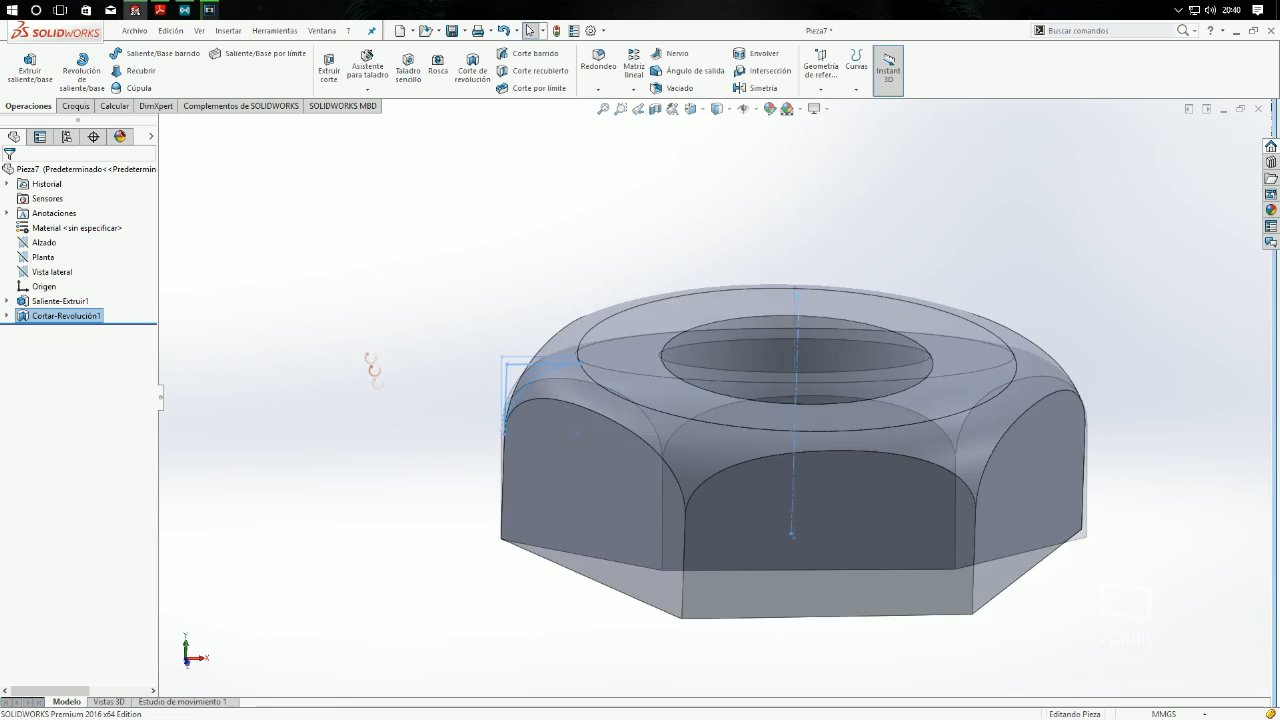 20:40
SOLIDWORKS
Archivo Edición Ver Insertar Herramientas Ventana ?
Pieza7 *
Buscar comandos
Extruir saliente/base
Revolución de saliente/base
Saliente/Base barrido
Recubrir
Cúpula
Saliente/Base por límite
Extruir corte
Asistente para taladro
Taladro sencillo
Rosca
Corte de revolución
Corte barrido
Corte recubierto
Corte por límite
Redondeo
Matriz lineal
Nervio
Ángulo de salida
Vaciado
Envolver
Intersección
Simetría
Geometría de refer...
Curvas
Instant 3D
Operaciones Croquis Calcular DimXpert Complementos de SOLIDWORKS SOLIDWORKS MBD
Pieza7 (Predeterminado<<Predetermin
Historial
Sensores
Anotaciones
Material <sin especificar>
Alzado
Planta
Vista lateral
Origen
Saliente-Extruir1
Cortar-Revolución1
XSplit
Y
X
Z
Modelo Vistas 3D Estudio de movimiento 1
SOLIDWORKS Premium 2016 x64 Edition
Editando Pieza
MMGS